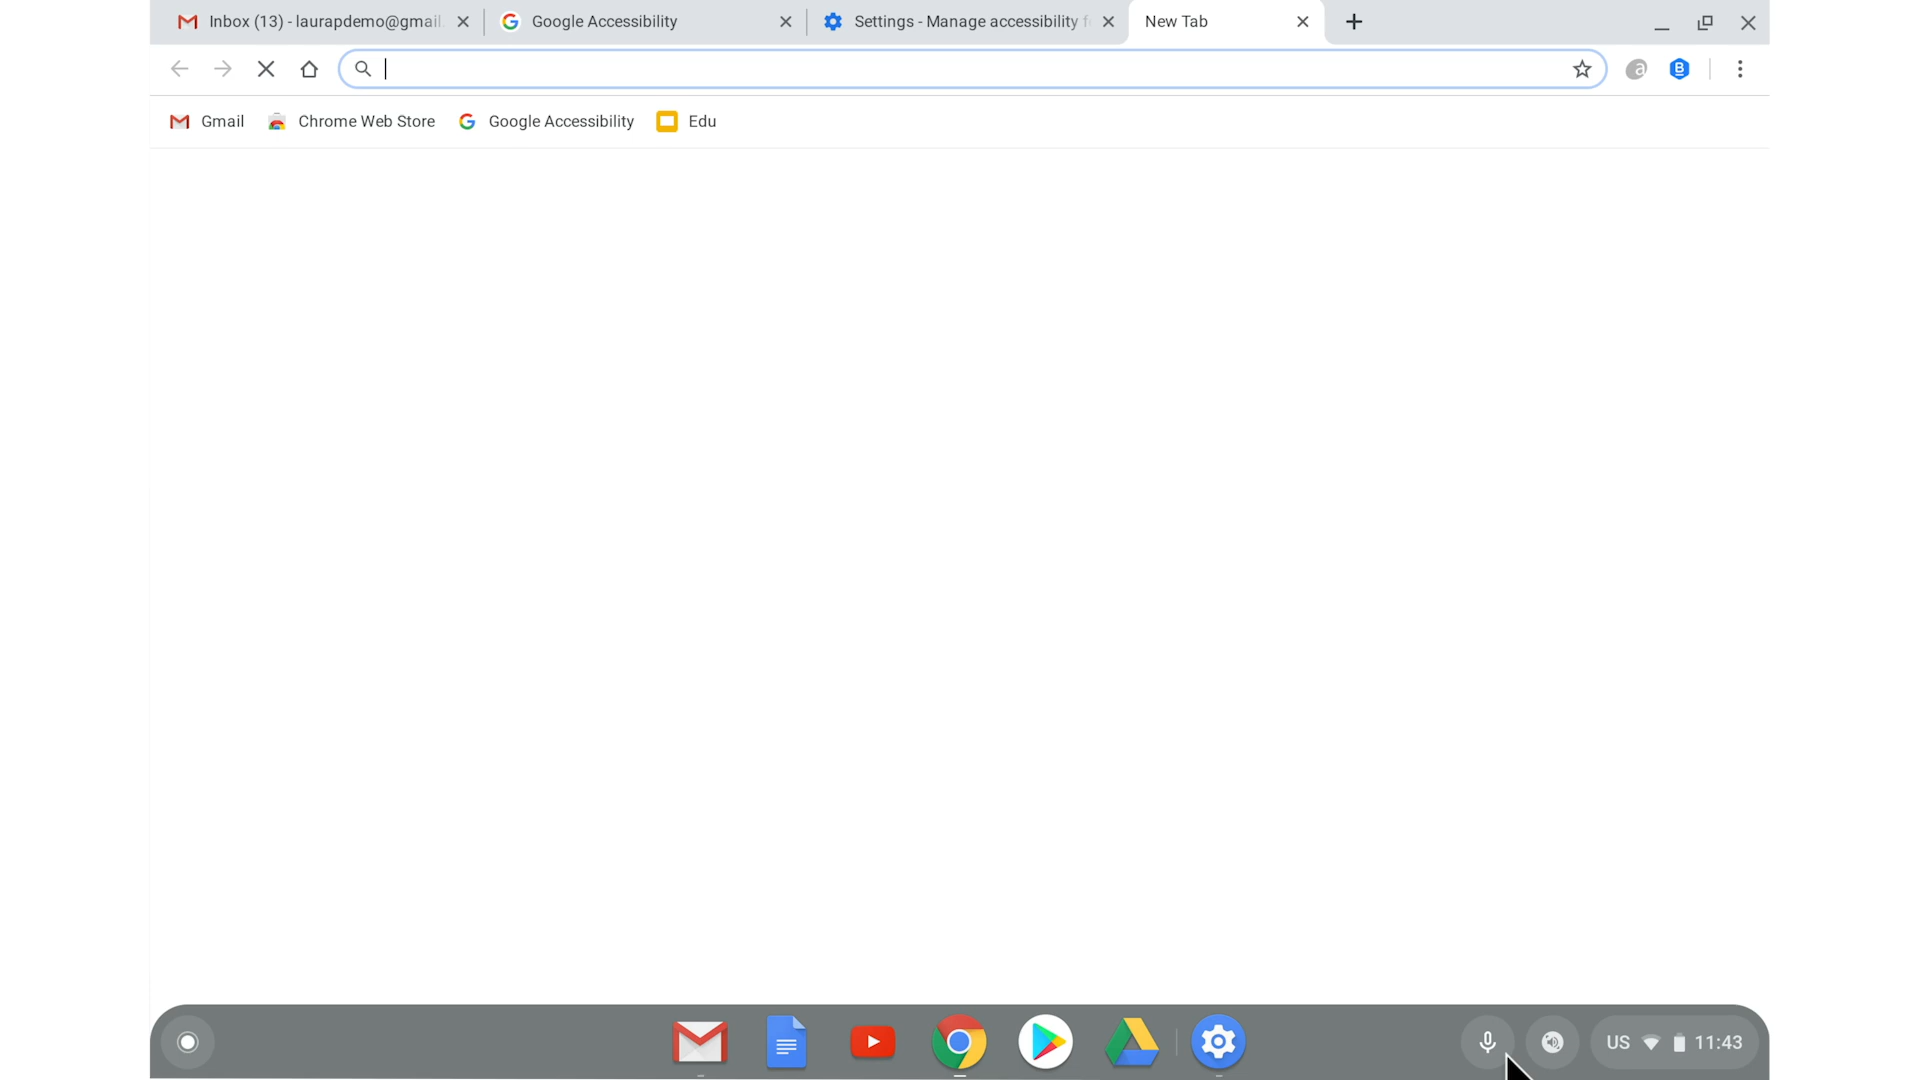 Inbox (13) - laurapdemo@gmail.
Google Accessibility
Settings - Manage accessibility f
New Tab
Gmail
Chrome Web Store
Google Accessibility
Edu
US 11:43